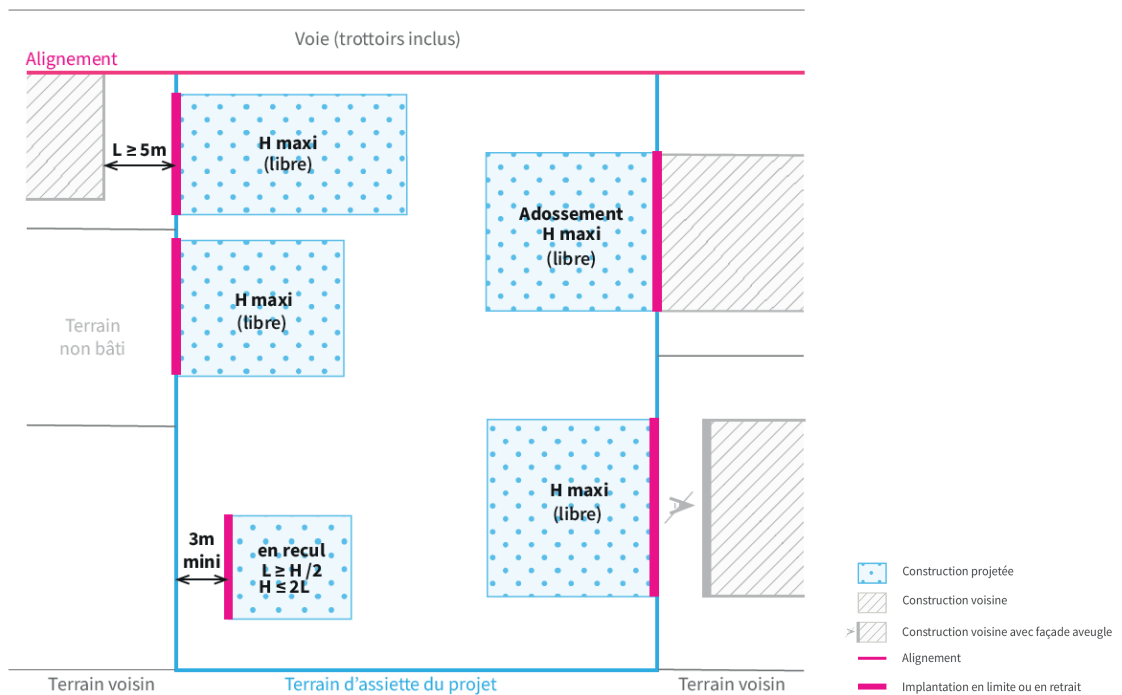 Voie (trottoirs inclus)
Alignement
L ≥ 5m
H maxi
(libre)
Adossement
H maxi
(libre)
H maxi
(libre)
Terrain
non bâti
H maxi
(libre)
3m
mini
en recul
L ≥ H /2
H ≤ 2L
Terrain voisin
Terrain d'assiette du projet
Terrain voisin
Construction projetée
Construction voisine
Construction voisine avec façade aveugle
Alignement
Implantation en limite ou en retrait